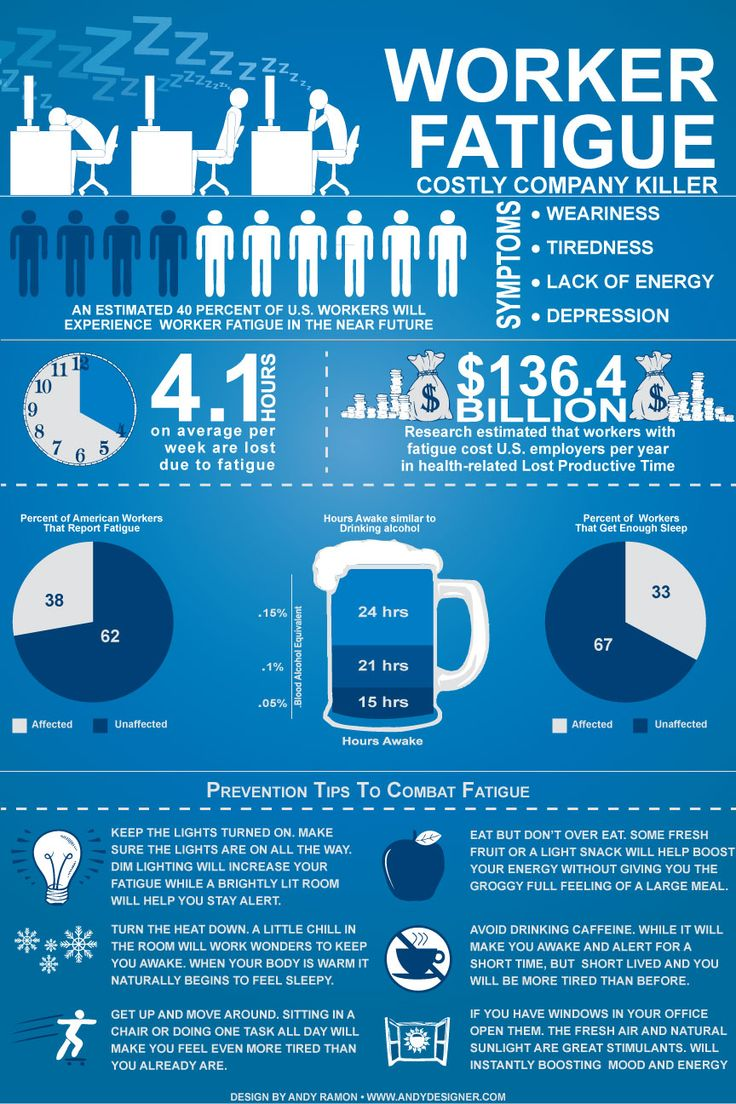 WORKER
FATIGUE
COSTLY COMPANY KILLER
AN ESTIMATED 40 PERCENT OF U.S. WORKERS WILL
EXPERIENCE WORKER FATIGUE IN THE NEAR FUTURE
SYMPTOMS
• WEARINESS
• TIREDNESS
• LACK OF ENERGY
• DEPRESSION
12
11
10
9
8
7
6
5
4
4.1 HOURS
on average per
week are lost
due to fatigue
$
$136.4
BILLION
$
Research estimated that workers with
fatigue cost U.S. employers per year
in health-related Lost Productive Time
Percent of American Workers
That Report Fatigue
38
62
Affected
Unaffected
Hours Awake similar to
Drinking alcohol
.Blood Alcohol Equivalent
.15%
24 hrs
.1%
21 hrs
.05%
15 hrs
Hours Awake
Percent of Workers
That Get Enough Sleep
33
67
Affected
Unaffected
PREVENTION TIPS TO COMBAT FATIGUE
KEEP THE LIGHTS TURNED ON. MAKE
SURE THE LIGHTS ARE ON ALL THE WAY.
DIM LIGHTING WILL INCREASE YOUR
FATIGUE WHILE A BRIGHTLY LIT ROOM
WILL HELP YOU STAY ALERT.
EAT BUT DON'T OVER EAT. SOME FRESH
FRUIT OR A LIGHT SNACK WILL HELP BOOST
YOUR ENERGY WITHOUT GIVING YOU THE
GROGGY FULL FEELING OF A LARGE MEAL.
TURN THE HEAT DOWN. A LITTLE CHILL IN
THE ROOM WILL WORK WONDERS TO KEEP
YOU AWAKE. WHEN YOUR BODY IS WARM IT
NATURALLY BEGINS TO FEEL SLEEPY.
AVOID DRINKING CAFFEINE. WHILE IT WILL
MAKE YOU AWAKE AND ALERT FOR A
SHORT TIME, BUT SHORT LIVED AND YOU
WILL BE MORE TIRED THAN BEFORE.
GET UP AND MOVE AROUND. SITTING IN A
CHAIR OR DOING ONE TASK ALL DAY WILL
MAKE YOU FEEL EVEN MORE TIRED THAN
YOU ALREADY ARE.
IF YOU HAVE WINDOWS IN YOUR OFFICE
OPEN THEM. THE FRESH AIR AND NATURAL
SUNLIGHT ARE GREAT STIMULANTS. WILL
INSTANTLY BOOSTING MOOD AND ENERGY
DESIGN BY ANDY RAMON • WWW.ANDYDESIGNER.COM